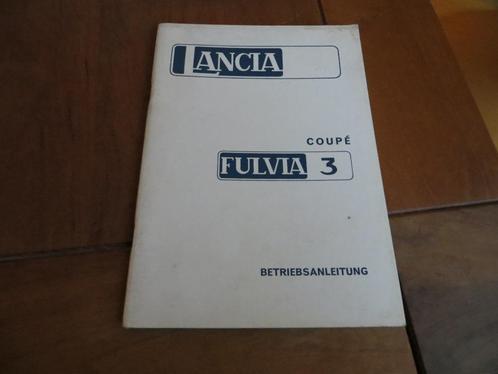 LANCIA
COUPÉ
FULVIA 3
BETRIEBSANLEITUNG